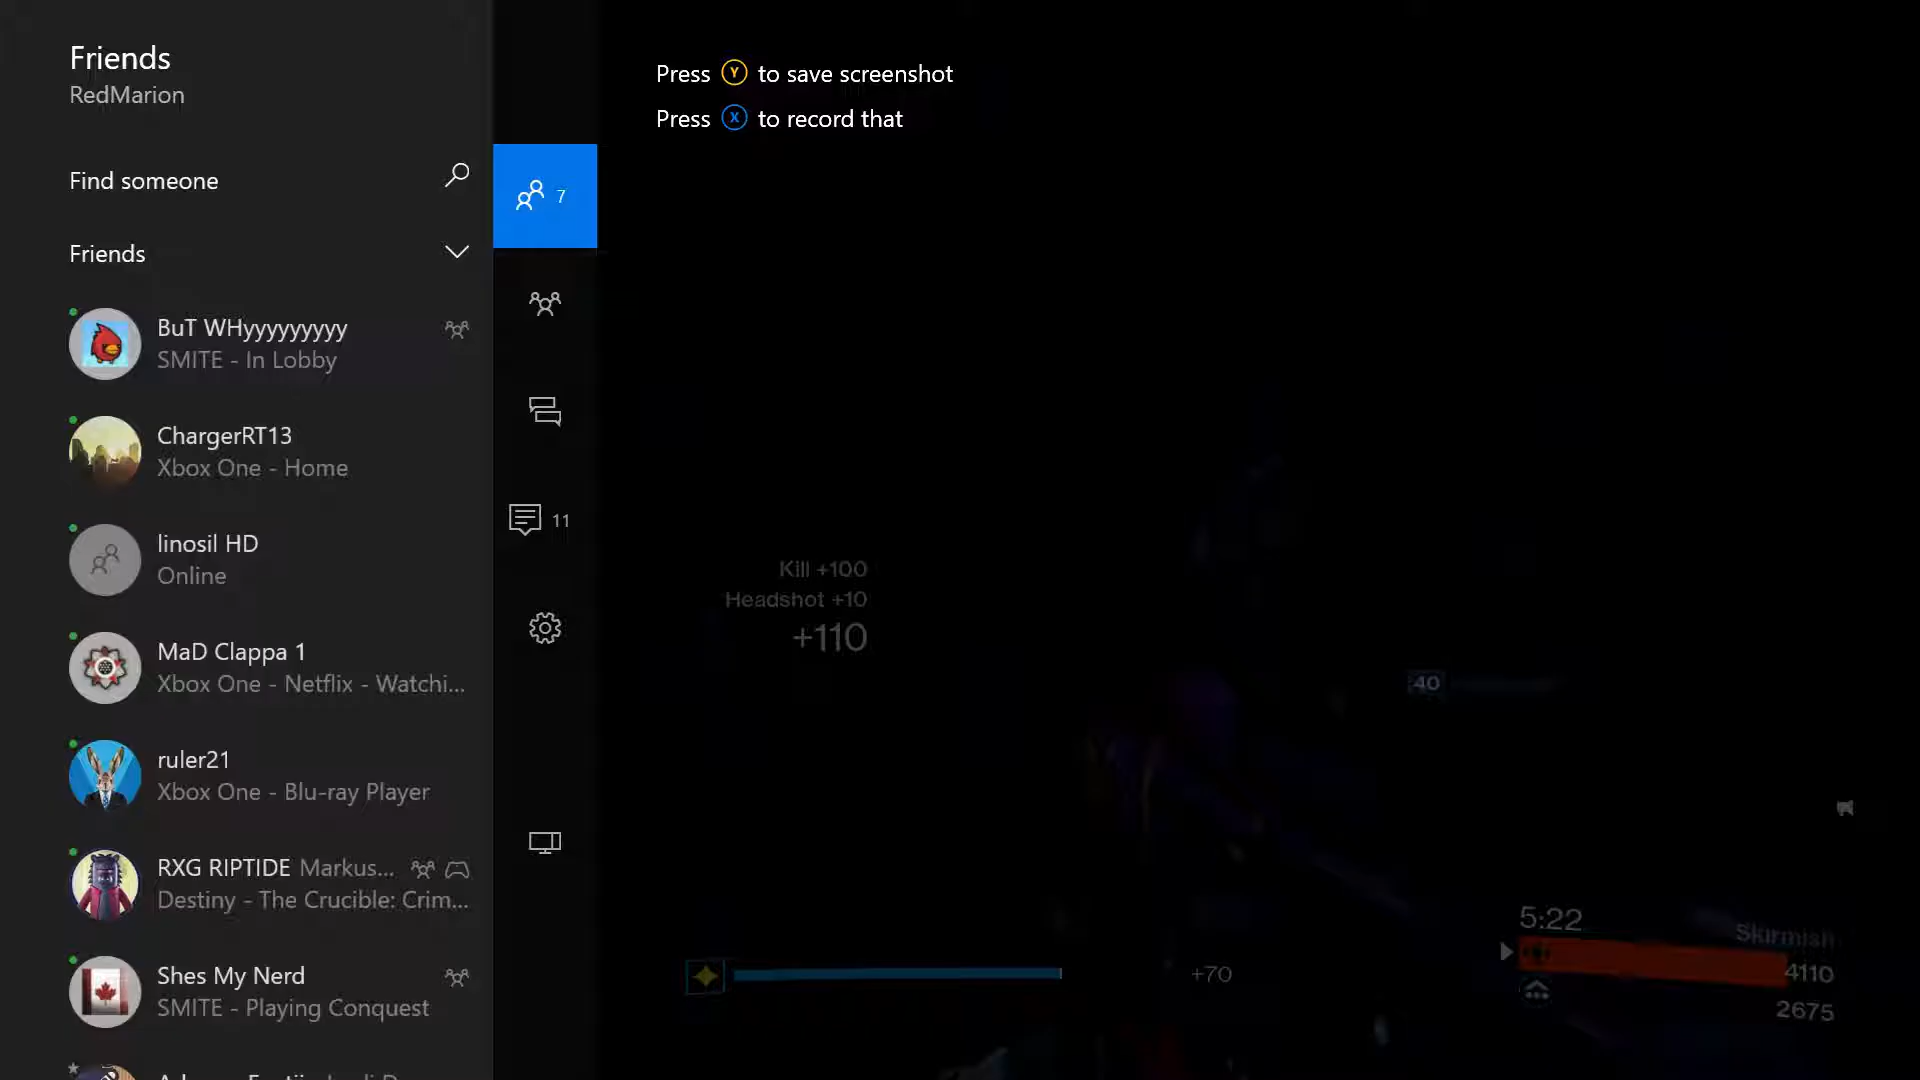 Friends
RedMarion
Find someone
Friends
BuT WHyyyyyyyyy
SMITE - In Lobby
ChargerRT13
Xbox One - Home
linosil HD
Online
MaD Clappa 1
Xbox One - Netflix - Watchi...
ruler21
Xbox One - Blu-ray Player
RXG RIPTIDE Markus...
Destiny - The Crucible: Crim...
Shes My Nerd
SMITE - Playing Conquest
7
11
Press Y to save screenshot
Press X to record that
Kill +100
Headshot +10
+110
40
+70
5:22
Skirmish
4110
2675